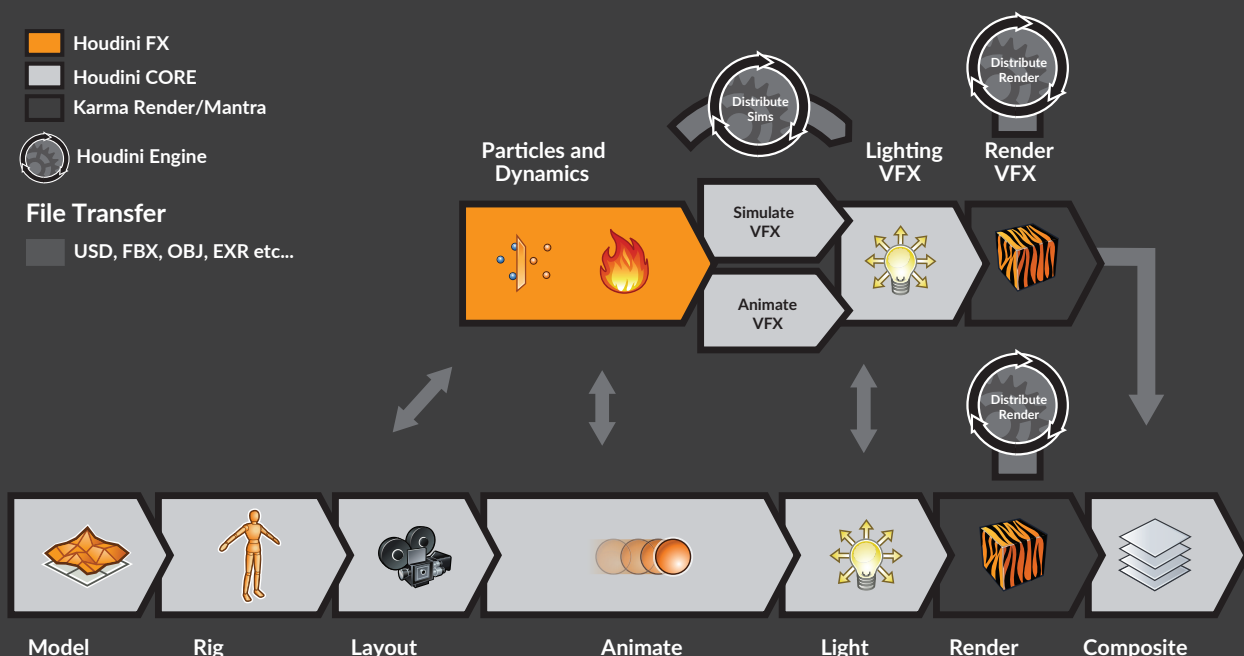 Houdini FX
Houdini CORE
Karma Render/Mantra
Houdini Engine
File Transfer
USD, FBX, OBJ, EXR etc...
Distribute
Sims
Distribute
Render
Particles and
Dynamics
Lighting
VFX
Render
VFX
Simulate
VFX
Animate
VFX
Distribute
Render
Model
Rig
Layout
Animate
Light
Render
Composite